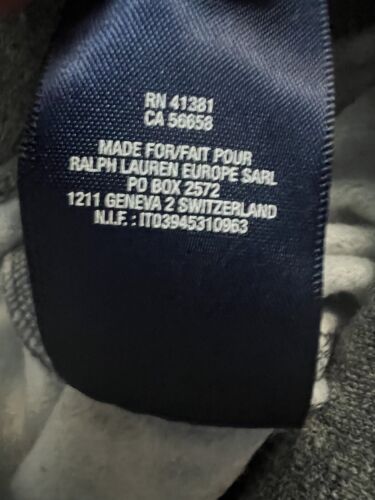 RN 41381
CA 56658
MADE FOR/FAIT POUR
RALPH LAUREN EUROPE SARL
PO BOX 2572
1211 GENEVA 2 SWITZERLAND
N.I.F. : IT03945310963